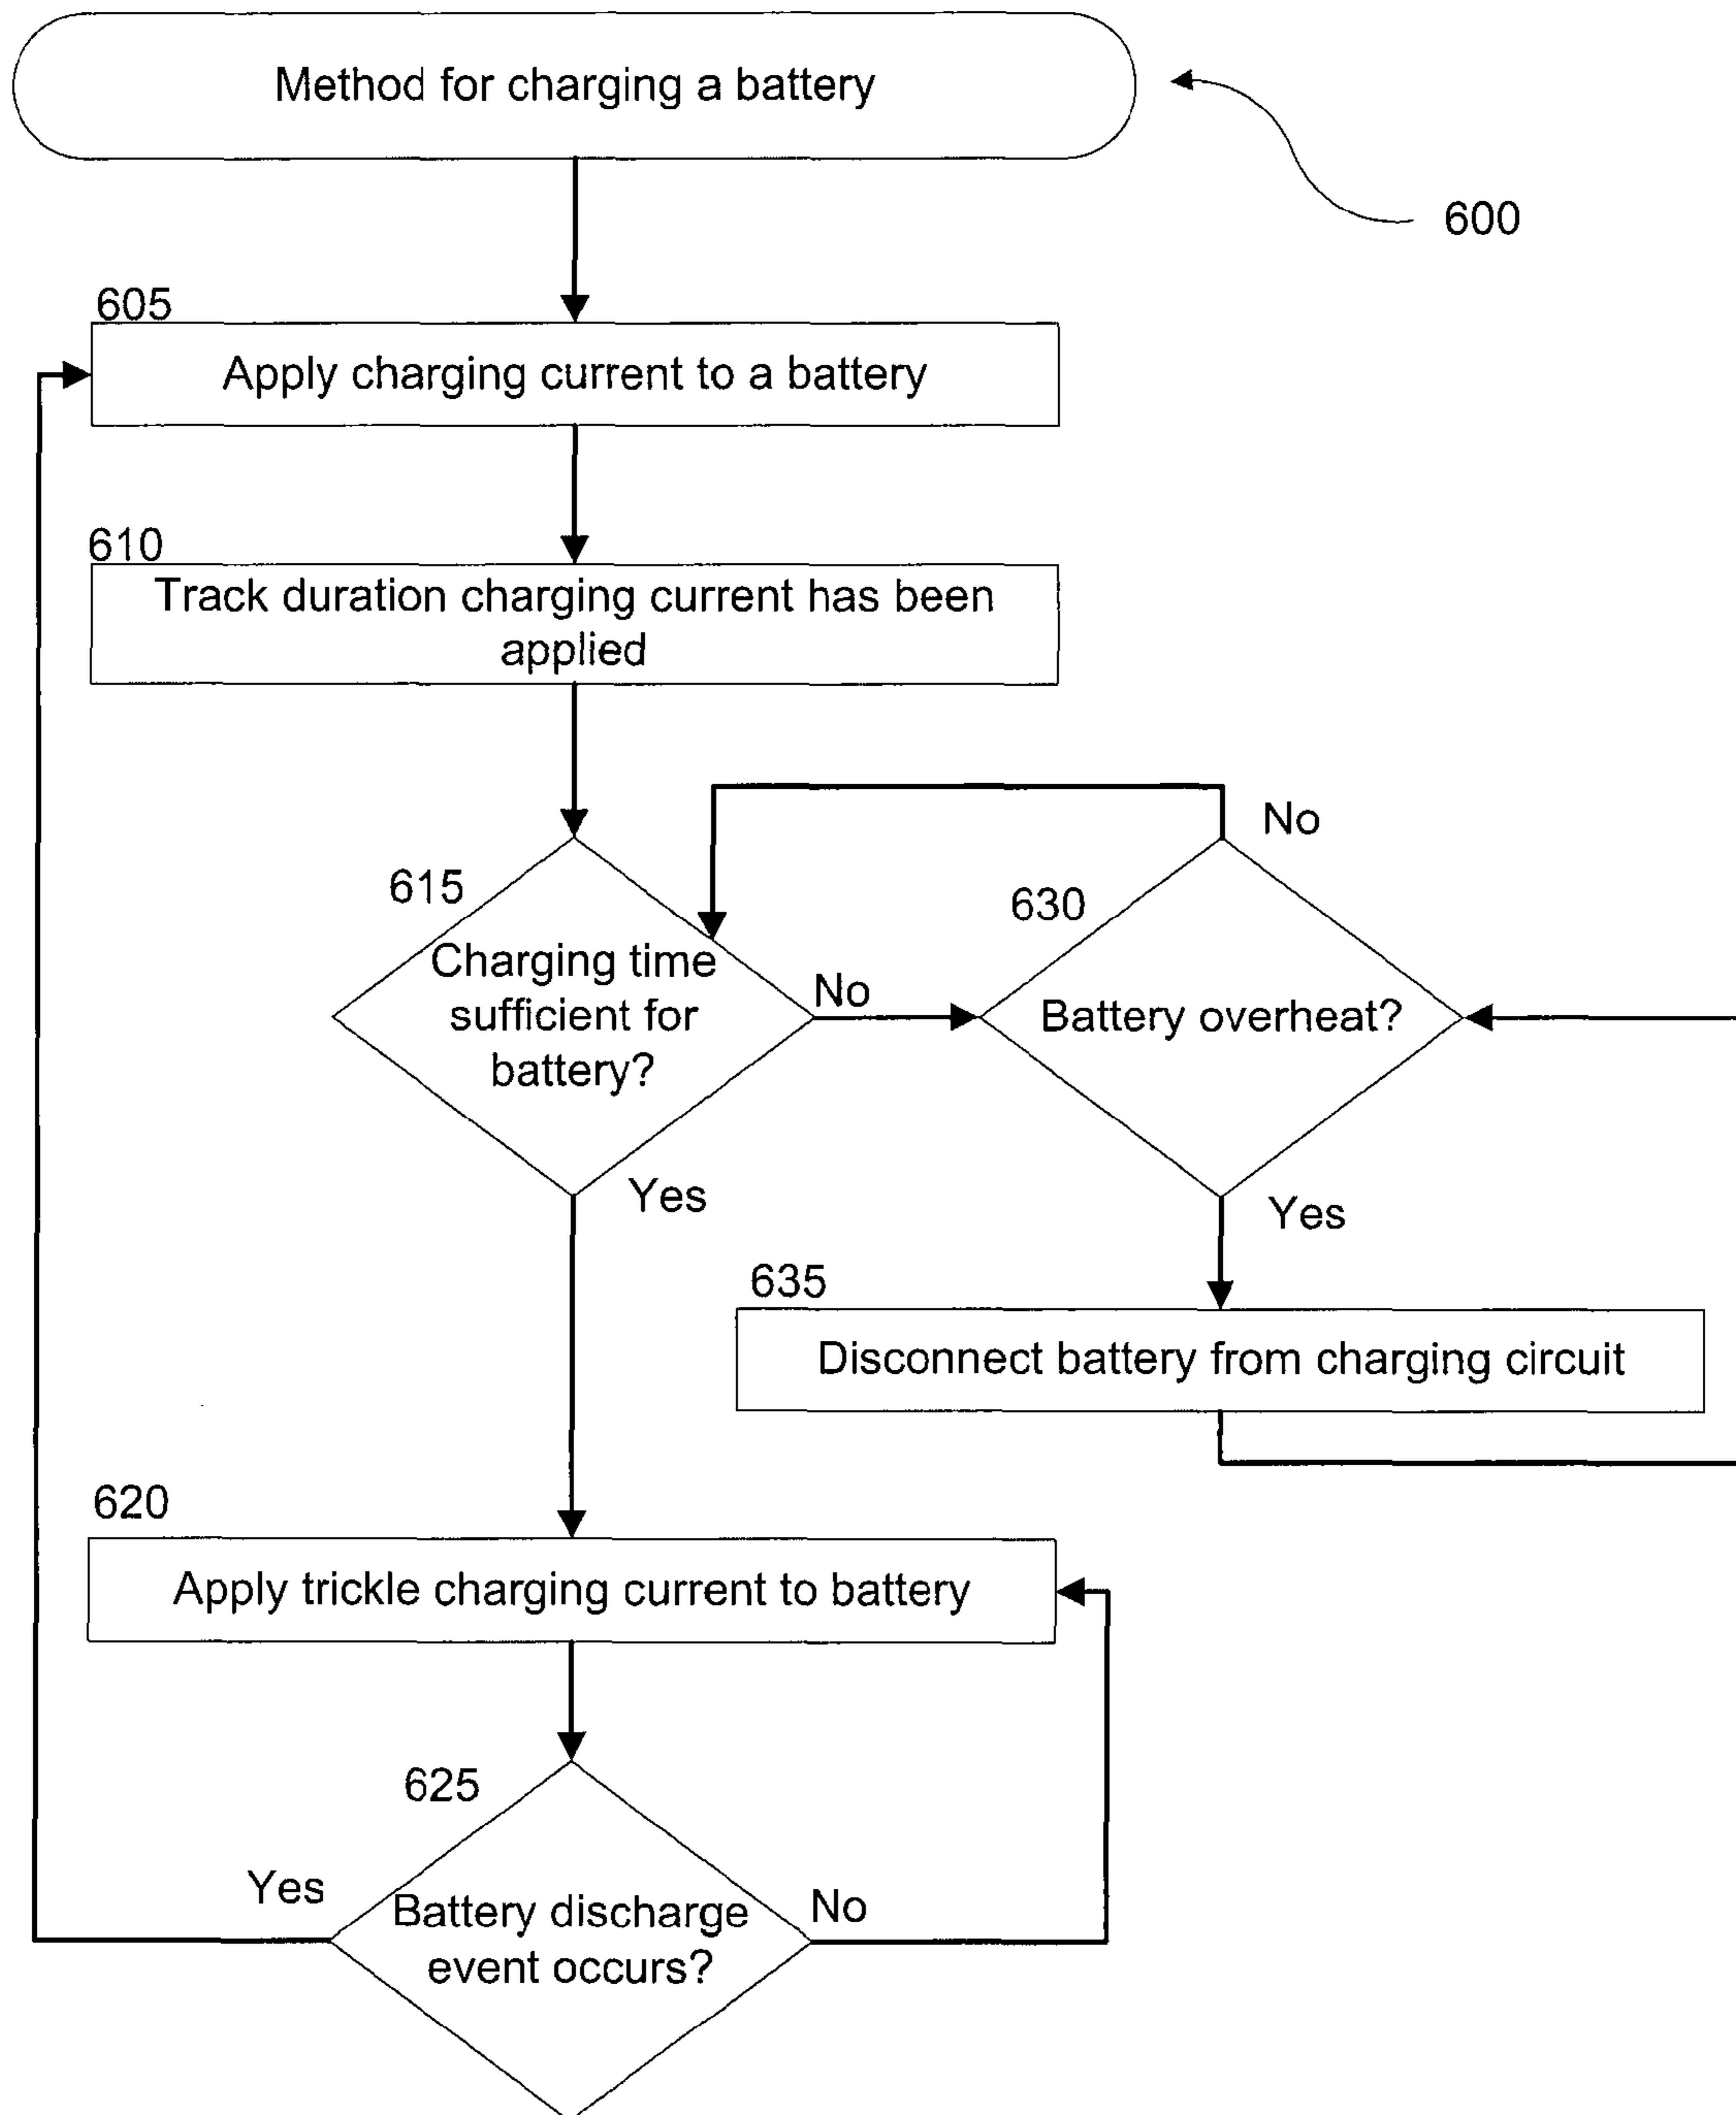 Method for charging a battery
600
605
Apply charging current to a battery
610
Track duration charging current has been
applied
No
615
630
Charging time
sufficient for
battery?
No
Battery overheat?
Yes
Yes
635
Disconnect battery from charging circuit
620
Apply trickle charging current to battery
625
Yes
Battery discharge
event occurs?
No